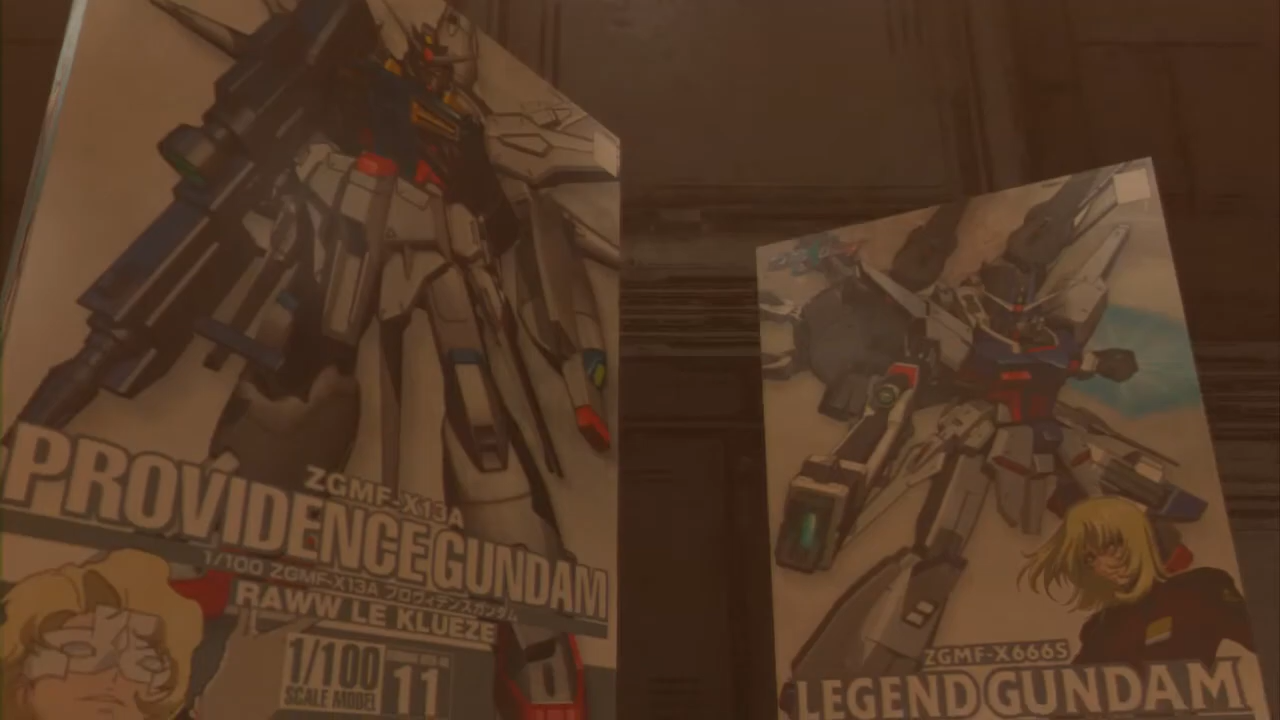 ZGMF-X13A
PROVIDENCE GUNDAM
1/100 ZGMF-X13A プロヴィデンスガンダム
RAWW LE KLUEZE
1/100
SCALE MODEL
11
ZGMF-X666S
LEGEND GUNDAM